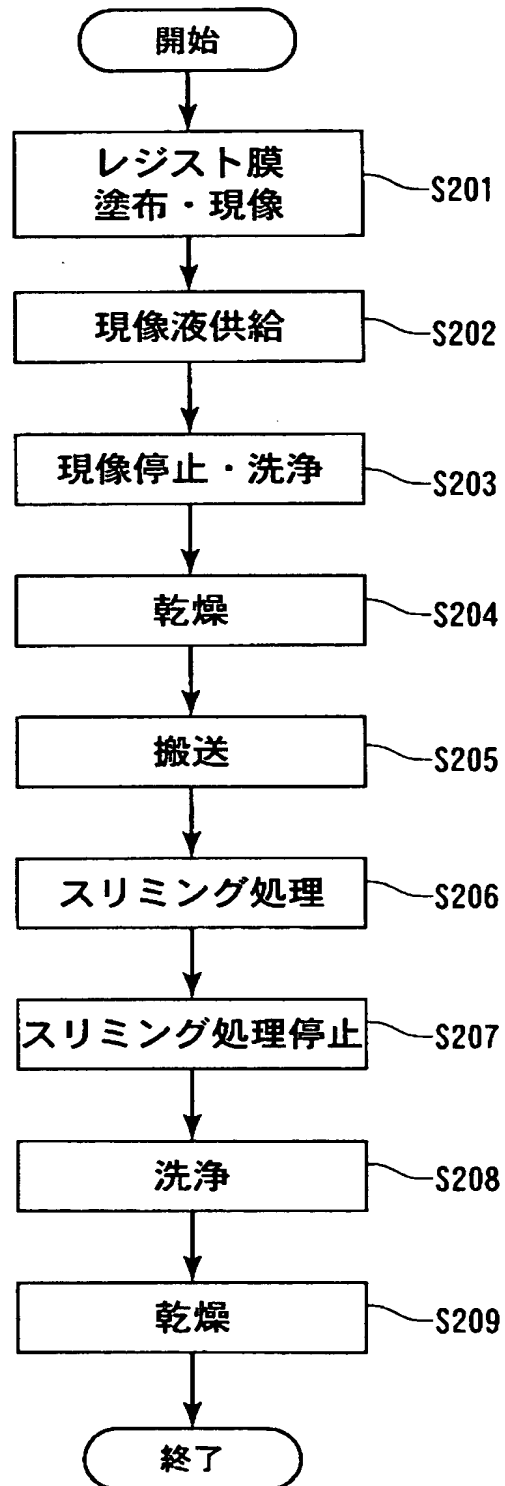 開始
レジスト膜
塗布・現像
S201
現像液供給
S202
現像停止・洗浄
S203
乾燥
S204
搬送
S205
スリミング処理
S206
スリミング処理停止
S207
洗浄
S208
乾燥
S209
終了